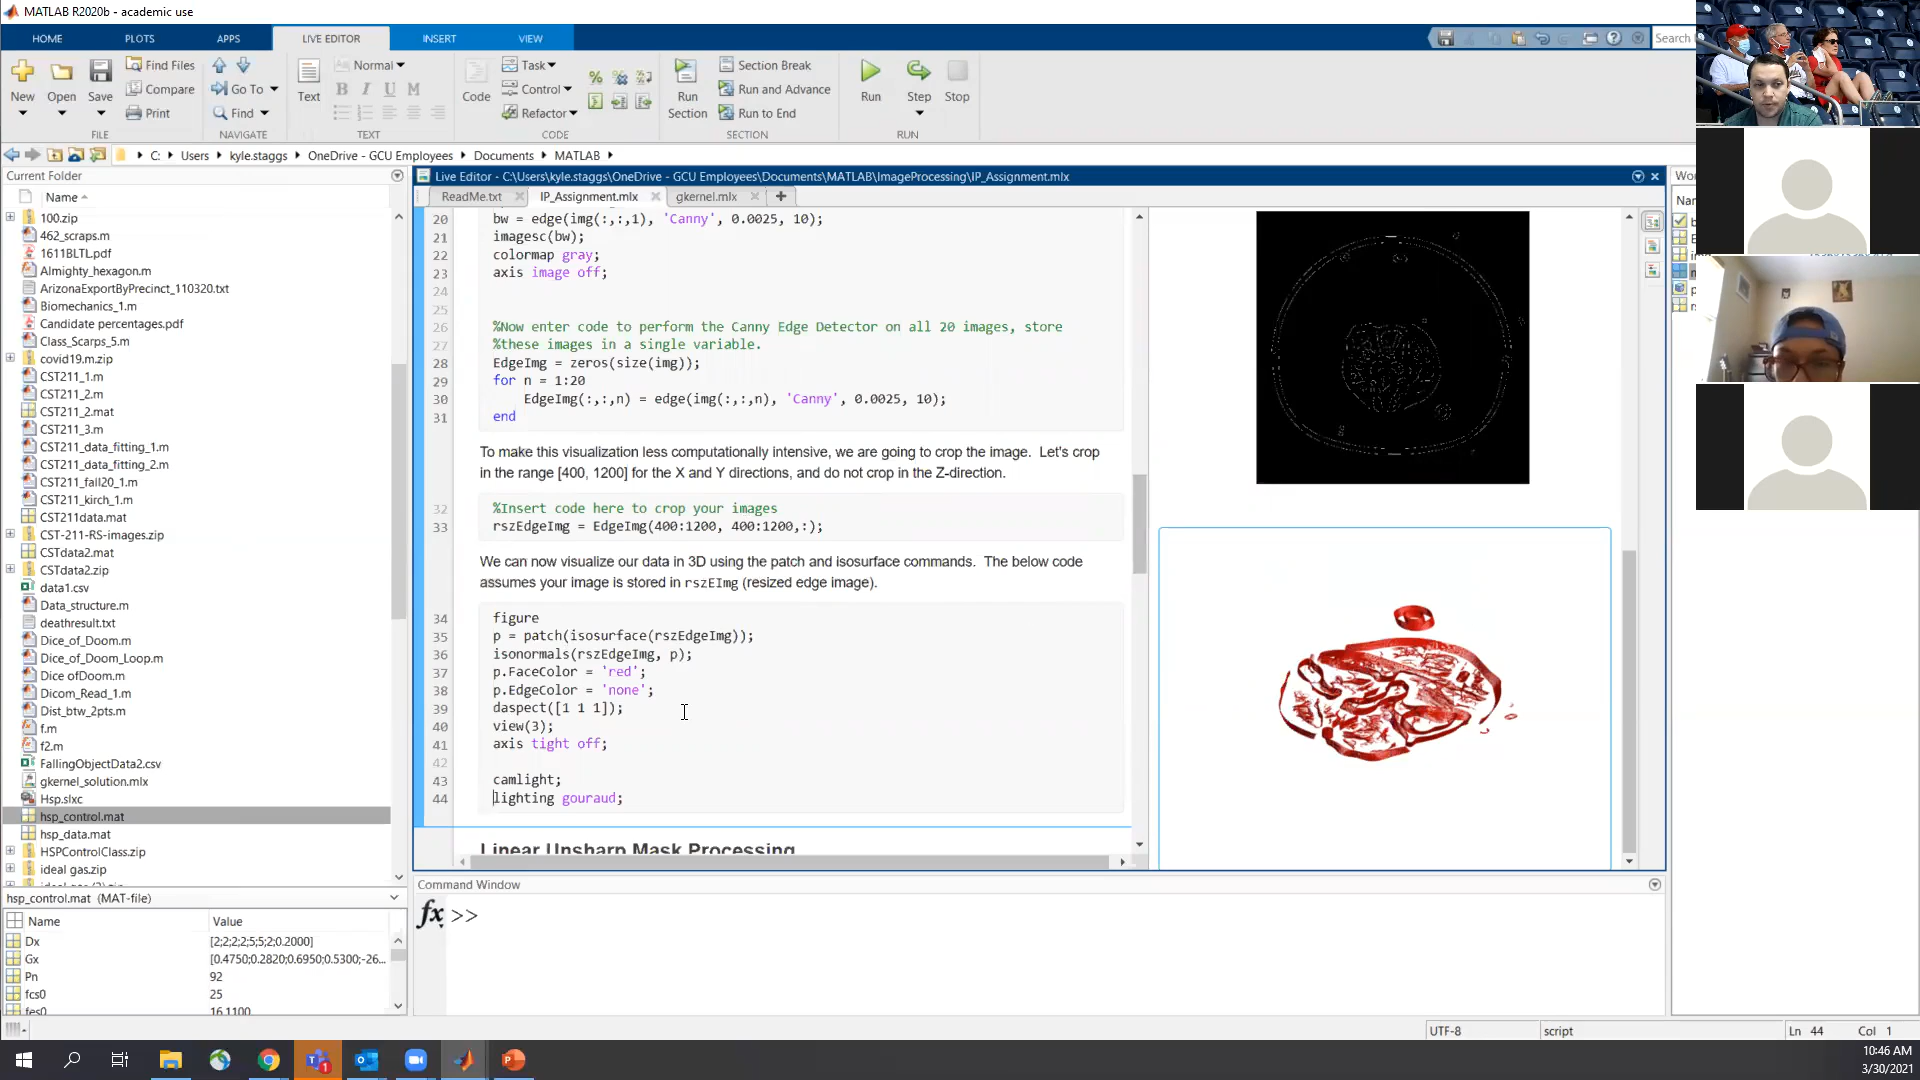 MATLAB R2020b - academic use
HOME
PLOTS
APPS
LIVE EDITOR
INSERT
VIEW
Search
New
Open
Save
Find Files
Compare
Print
FILE
Go To
Find
NAVIGATE
Text
Normal
B I U M
TEXT
Code
Task
Control
Refactor
CODE
Run Section
Section Break
Run and Advance
Run to End
SECTION
Run
Step
Stop
RUN
C: Users kyle.staggs OneDrive - GCU Employees Documents MATLAB
Current Folder
Name
100.zip
462_scraps.m
1611BLTL.pdf
Almighty_hexagon.m
ArizonaExportByPrecinct_110320.txt
Biomechanics_1.m
Candidate percentages.pdf
Class_Scarps_5.m
covid19.m.zip
CST211_1.m
CST211_2.m
CST211_2.mat
CST211_3.m
CST211_data_fitting_1.m
CST211_data_fitting_2.m
CST211_fail20_1.m
CST211_kirch_1.m
CST211data.mat
CST-211-RS-images.zip
CSTdata2.mat
CSTdata2.zip
data1.csv
Data_structure.m
deathresult.txt
Dice_of_Doom.m
Dice_of_Doom_Loop.m
Dice ofDoom.m
Dicom_Read_1.m
Dist_btw_2pts.m
f.m
f2.m
FallingObjectData2.csv
gkernel_solution.mlx
Hsp.slxc
hsp_control.mat
hsp_data.mat
HSPControlClass.zip
ideal gas.zip
hsp_control.mat (MAT-file)
Name Value
Dx [2;2;2;2;5;5;2;0.2000]
Gx [0.4750;0.2820;0.6950;0.5300;-26...
Pn 92
fcs0 25
fes0 16.1100
Live Editor - C:\Users\kyle.staggs\OneDrive - GCU Employees\Documents\MATLAB\ImageProcessing\IP_Assignment.mlx
ReadMe.txt
IP_Assignment.mlx
gkernel.mlx
20 bw = edge(img(:,:,1), 'Canny', 0.0025, 10);
21 imagesc(bw);
22 colormap gray;
23 axis image off;
24
25
26 %Now enter code to perform the Canny Edge Detector on all 20 images, store
27 %these images in a single variable.
28 EdgeImg = zeros(size(img));
29 for n = 1:20
30 EdgeImg(:,:,n) = edge(img(:,:,n), 'Canny', 0.0025, 10);
31 end
To make this visualization less computationally intensive, we are going to crop the image. Let's crop
in the range [400, 1200] for the X and Y directions, and do not crop in the Z-direction.
32 %Insert code here to crop your images
33 rszEdgeImg = EdgeImg(400:1200, 400:1200,:);
We can now visualize our data in 3D using the patch and isosurface commands. The below code
assumes your image is stored in rszEImg (resized edge image).
34 figure
35 p = patch(isosurface(rszEdgeImg));
36 isonormals(rszEdgeImg, p);
37 p.FaceColor = 'red';
38 p.EdgeColor = 'none';
39 daspect([1 1 1]);
40 view(3);
41 axis tight off;
42
43 camlight;
44 lighting gouraud;
Linear Unsharp Mask Processing
Command Window
fx >>
UTF-8
script
Ln 44
Col 1
10:46 AM
3/30/2021